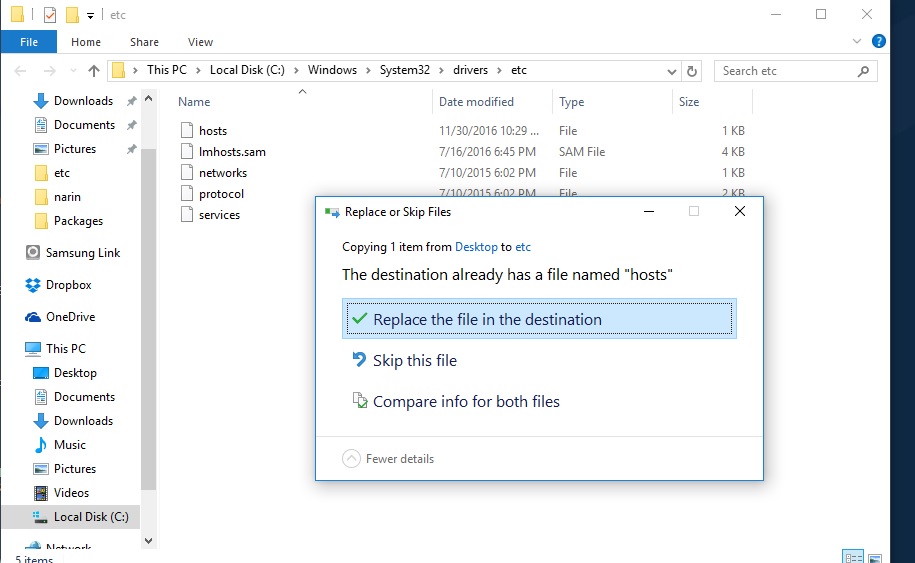 etc
File Home Share View
This PC Local Disk (C:) Windows System32 drivers etc
Search etc
Name Date modified Type Size
Downloads
Documents
Pictures
etc
narin
Packages
Samsung Link
Dropbox
OneDrive
This PC
Desktop
Documents
Downloads
Music
Pictures
Videos
Local Disk (C:)
Network
5 items
hosts 11/30/2016 10:29 ... File 1 KB
lmhosts.sam 7/16/2016 6:45 PM SAM File 4 KB
networks 7/10/2015 6:02 PM File 1 KB
protocol 7/10/2015 6:02 PM File 2 KB
services
Replace or Skip Files
Copying 1 item from Desktop to etc
The destination already has a file named "hosts"
Replace the file in the destination
Skip this file
Compare info for both files
Fewer details